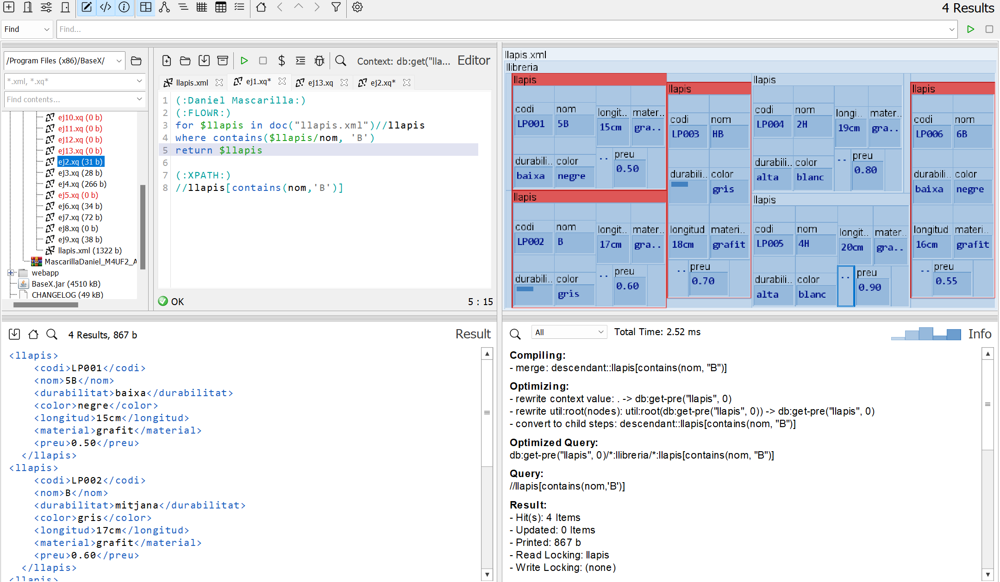 4 Results
Find
Find...
/Program Files (x86)/BaseX/
*.xml, *.xq*
Find contents...
ej10.xq (0 b)
ej11.xq (0 b)
ej12.xq (0 b)
ej13.xq (0 b)
ej2.xq (31 b)
ej3.xq (28 b)
ej4.xq (266 b)
ej5.xq (0 b)
ej6.xq (34 b)
ej7.xq (72 b)
ej8.xq (0 b)
ej9.xq (38 b)
llapis.xml (1322 b)
MascarillaDaniel_M4UF2_A
webapp
BaseX.jar (4510 kB)
CHANGELOG (49 kB)
Context: db:get("lla... Editor
llapis.xml ej1.xq* ej13.xq ej2.xq*
1 (:Daniel Mascarilla:)
2 (:FLOWR:)
3 for $llapis in doc("llapis.xml")//llapis
4 where contains($llapis/nom, 'B')
5 return $llapis
6
7 (:XPATH:)
8 //llapis[contains(nom,'B')]
OK 5 : 15
llapis.xml
llibreria
llapis
codi nom longit.. mater..
LP001 5B 15cm gra..
durabili.. color .. preu
baixa negre 0.50
llapis
codi nom longit.. mater..
LP002 B 17cm gra..
durabili.. color .. preu
gris 0.60
llapis
codi nom
LP003 HB
durabili.. color
gris
longitud materi..
18cm grafit
.. preu
0.70
llapis
codi nom longi.. mater..
LP004 2H 19cm gra..
durabili.. color .. preu
alta blanc 0.80
llapis
codi nom longit.. mater..
LP005 4H 20cm gra..
durabili.. color .. preu
alta blanc 0.90
llapis
codi nom
LP006 6B
durabili.. color
baixa negre
longitud materi..
16cm grafit
.. preu
0.55
4 Results, 867 b Result
<llapis>
<codi>LP001</codi>
<nom>5B</nom>
<durabilitat>baixa</durabilitat>
<color>negre</color>
<longitud>15cm</longitud>
<material>grafit</material>
<preu>0.50</preu>
</llapis>
<llapis>
<codi>LP002</codi>
<nom>B</nom>
<durabilitat>mitjana</durabilitat>
<color>gris</color>
<longitud>17cm</longitud>
<material>grafit</material>
<preu>0.60</preu>
</llapis>
<llapis>
All Total Time: 2.52 ms Info
Compiling:
- merge: descendant::llapis[contains(nom, "B")]
Optimizing:
- rewrite context value: . -> db:get-pre("llapis", 0)
- rewrite util:root(nodes): util:root(db:get-pre("llapis", 0)) -> db:get-pre("llapis", 0)
- convert to child steps: descendant::llapis[contains(nom, "B")]
Optimized Query:
db:get-pre("llapis", 0)/*:llibreria/*:llapis[contains(nom, "B")]
Query:
//llapis[contains(nom,'B')]
Result:
- Hit(s): 4 Items
- Updated: 0 Items
- Printed: 867 b
- Read Locking: llapis
- Write Locking: (none)